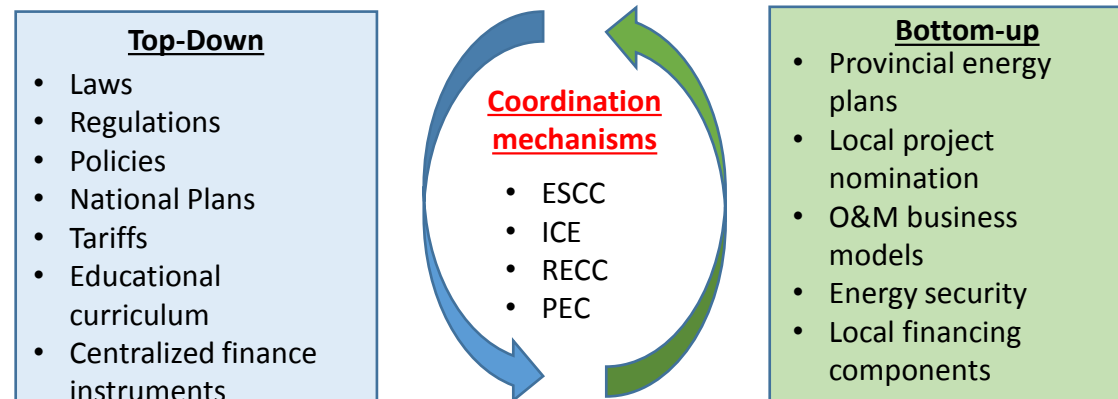 Top-Down
• Laws
• Regulations
• Policies
• National Plans
• Tariffs
• Educational
curriculum
• Centralized finance
instruments
Coordination
mechanisms
• ESCC
• ICE
• RECC
• PEC
Bottom-up
• Provincial energy
plans
• Local project
nomination
• O&M business
models
• Energy security
• Local financing
components